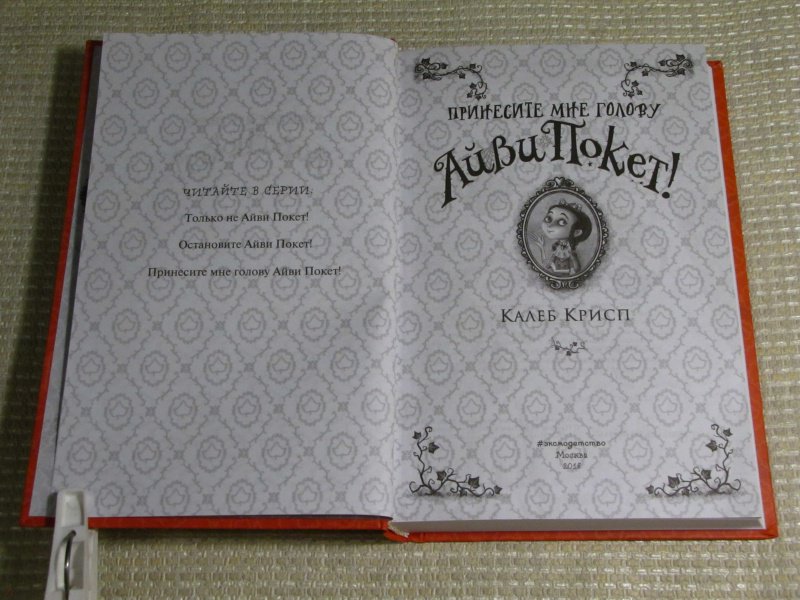 ЧИТАЙТЕ В СЕРИИ:
Только не Айви Покет!
Остановите Айви Покет!
Принесите мне голову Айви Покет!
ПРИНЕСИТЕ МНЕ ГОЛОВУ
АЙВИ ПОКЕТ!
КАЛЕБ КРИСП
#эксмодетство
Москва
2018